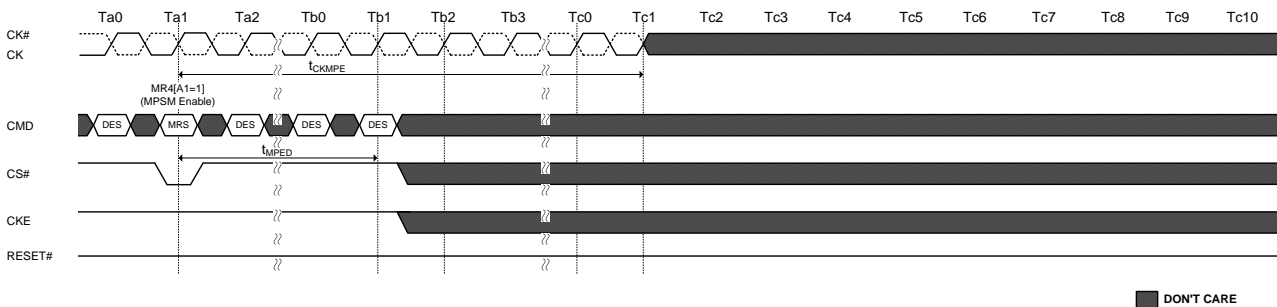 Ta0 Ta1 Ta2 Tb0 Tb1 Tb2 Tb3 Tc0 Tc1 Tc2 Tc3 Tc4 Tc5 Tc6 Tc7 Tc8 Tc9 Tc10
CK#
CK
tCKMPE
MR4[A1=1]
(MPSM Enable)
CMD DES MRS DES DES DES
tMPED
CS#
CKE
RESET#
DON'T CARE